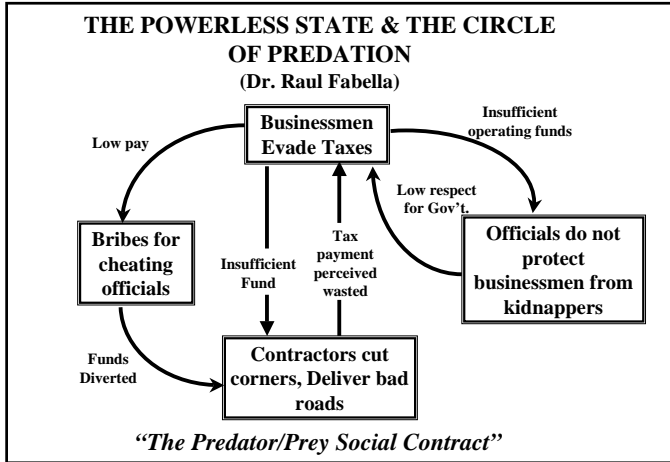 THE POWERLESS STATE & THE CIRCLE
OF PREDATION
(Dr. Raul Fabella)
Businessmen
Evade Taxes
Low pay
Insufficient
operating funds
Bribes for
cheating
officials
Insufficient
Fund
Tax
payment
perceived
wasted
Low respect
for Gov't.
Officials do not
protect
businessmen from
kidnappers
Funds
Diverted
Contractors cut
corners, Deliver bad
roads
“The Predator/Prey Social Contract”